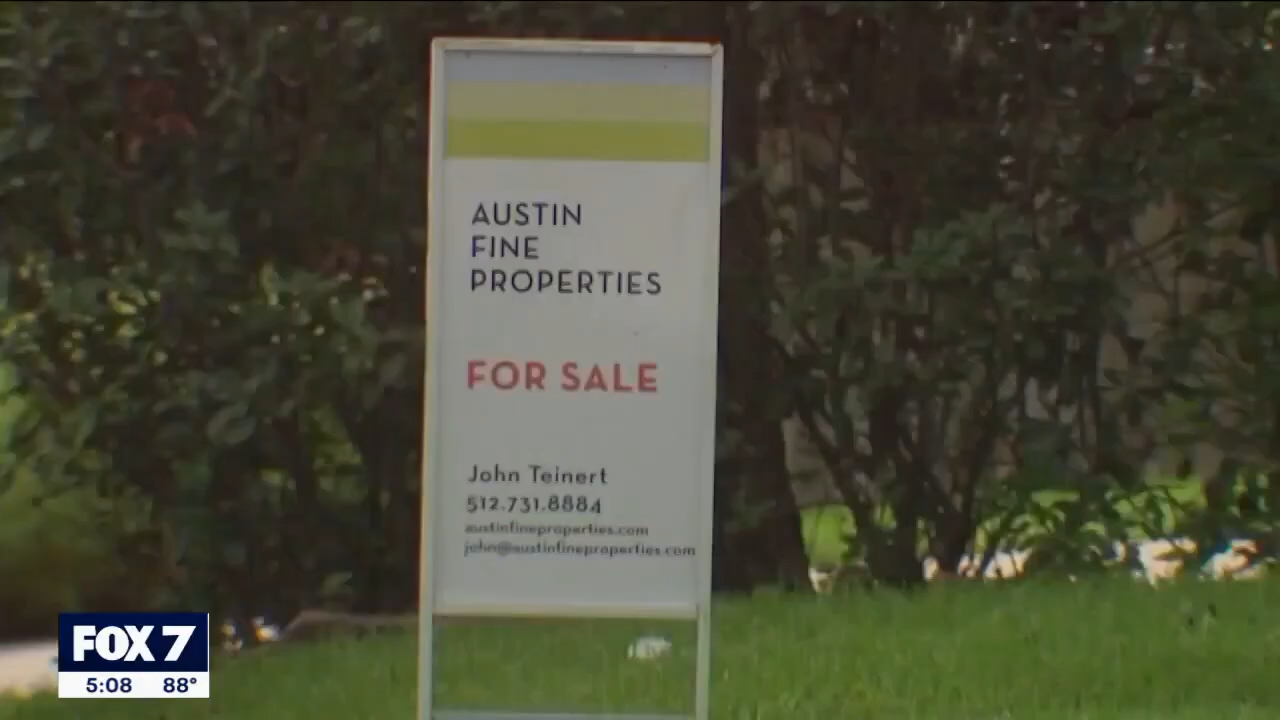 AUSTIN
FINE
PROPERTIES
FOR SALE
John Teinert
512.731.8884
austinfineproperties.com
john@austinfineproperties.com
FOX 7
5:08 88°